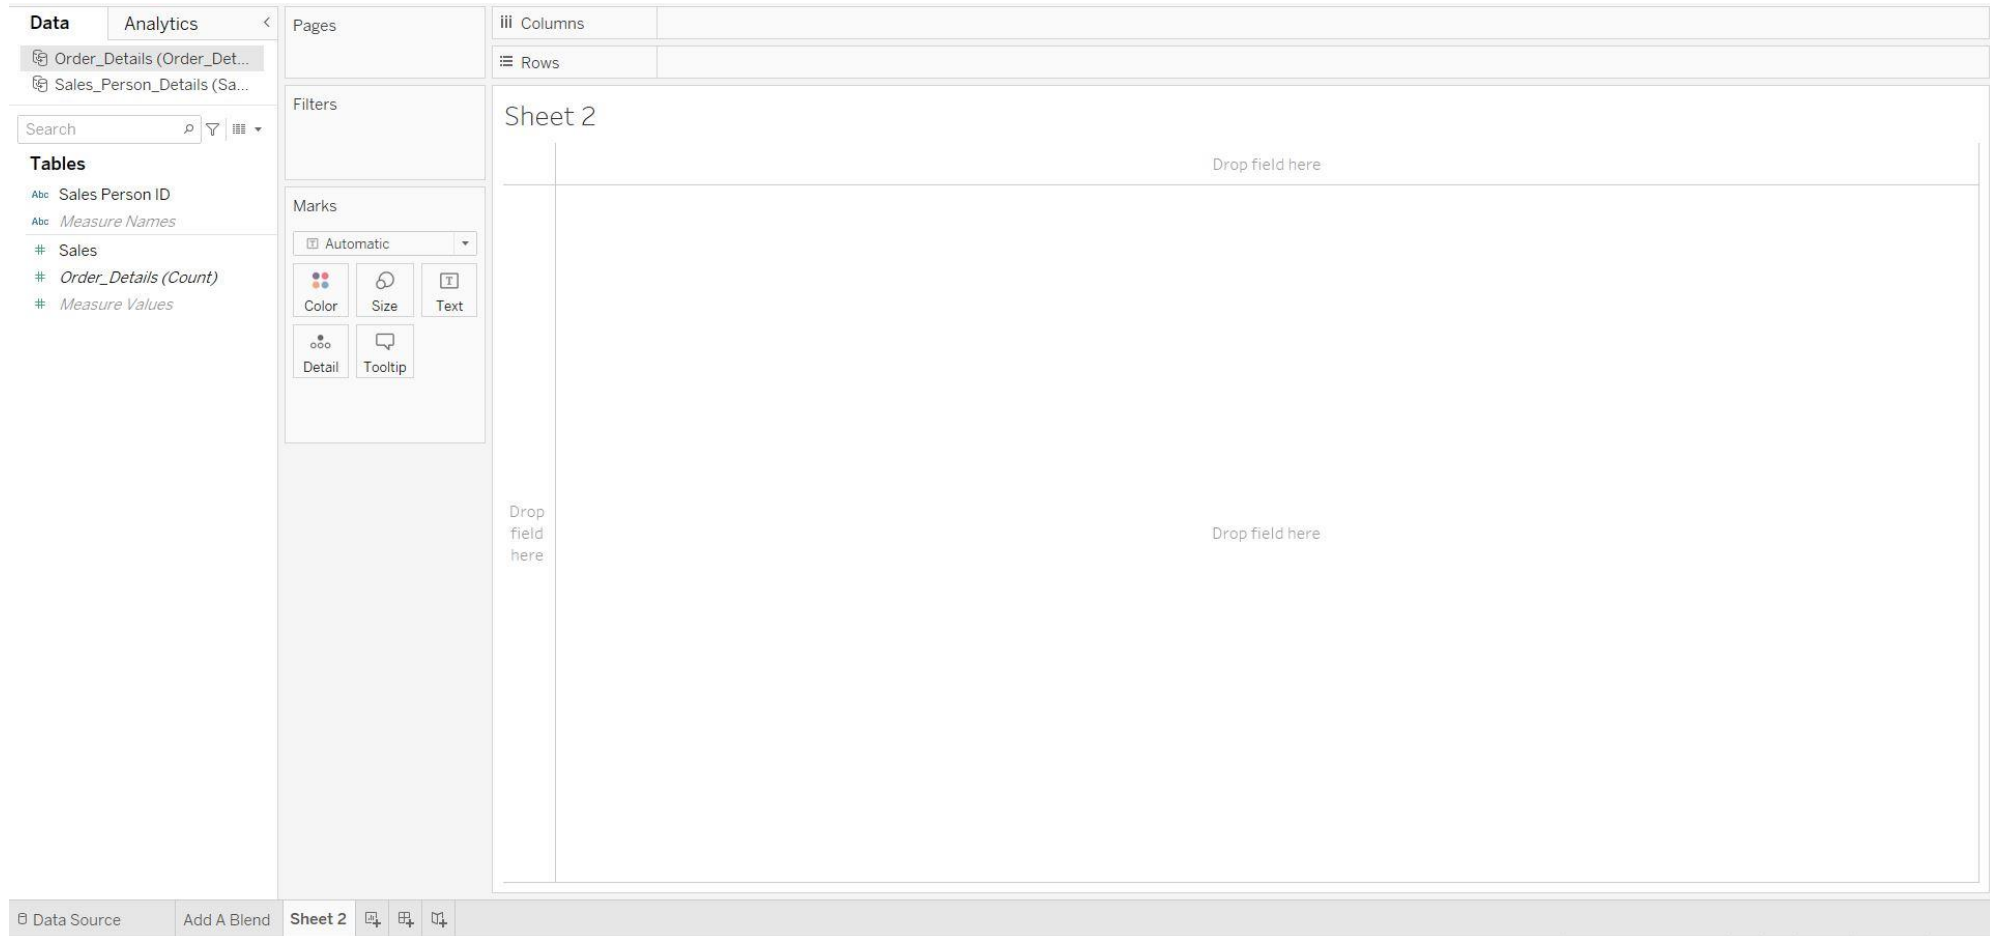 Data
Analytics
Order_Details (Order_Det...
Sales_Person_Details (Sa...
Search
Tables
Abc Sales Person ID
Abc Measure Names
# Sales
# Order_Details (Count)
# Measure Values
Pages
Filters
Marks
Automatic
Color
Size
Text
Detail
Tooltip
Columns
Rows
Sheet 2
Drop field here
Drop
field
here
Drop field here
Data Source
Add A Blend
Sheet 2